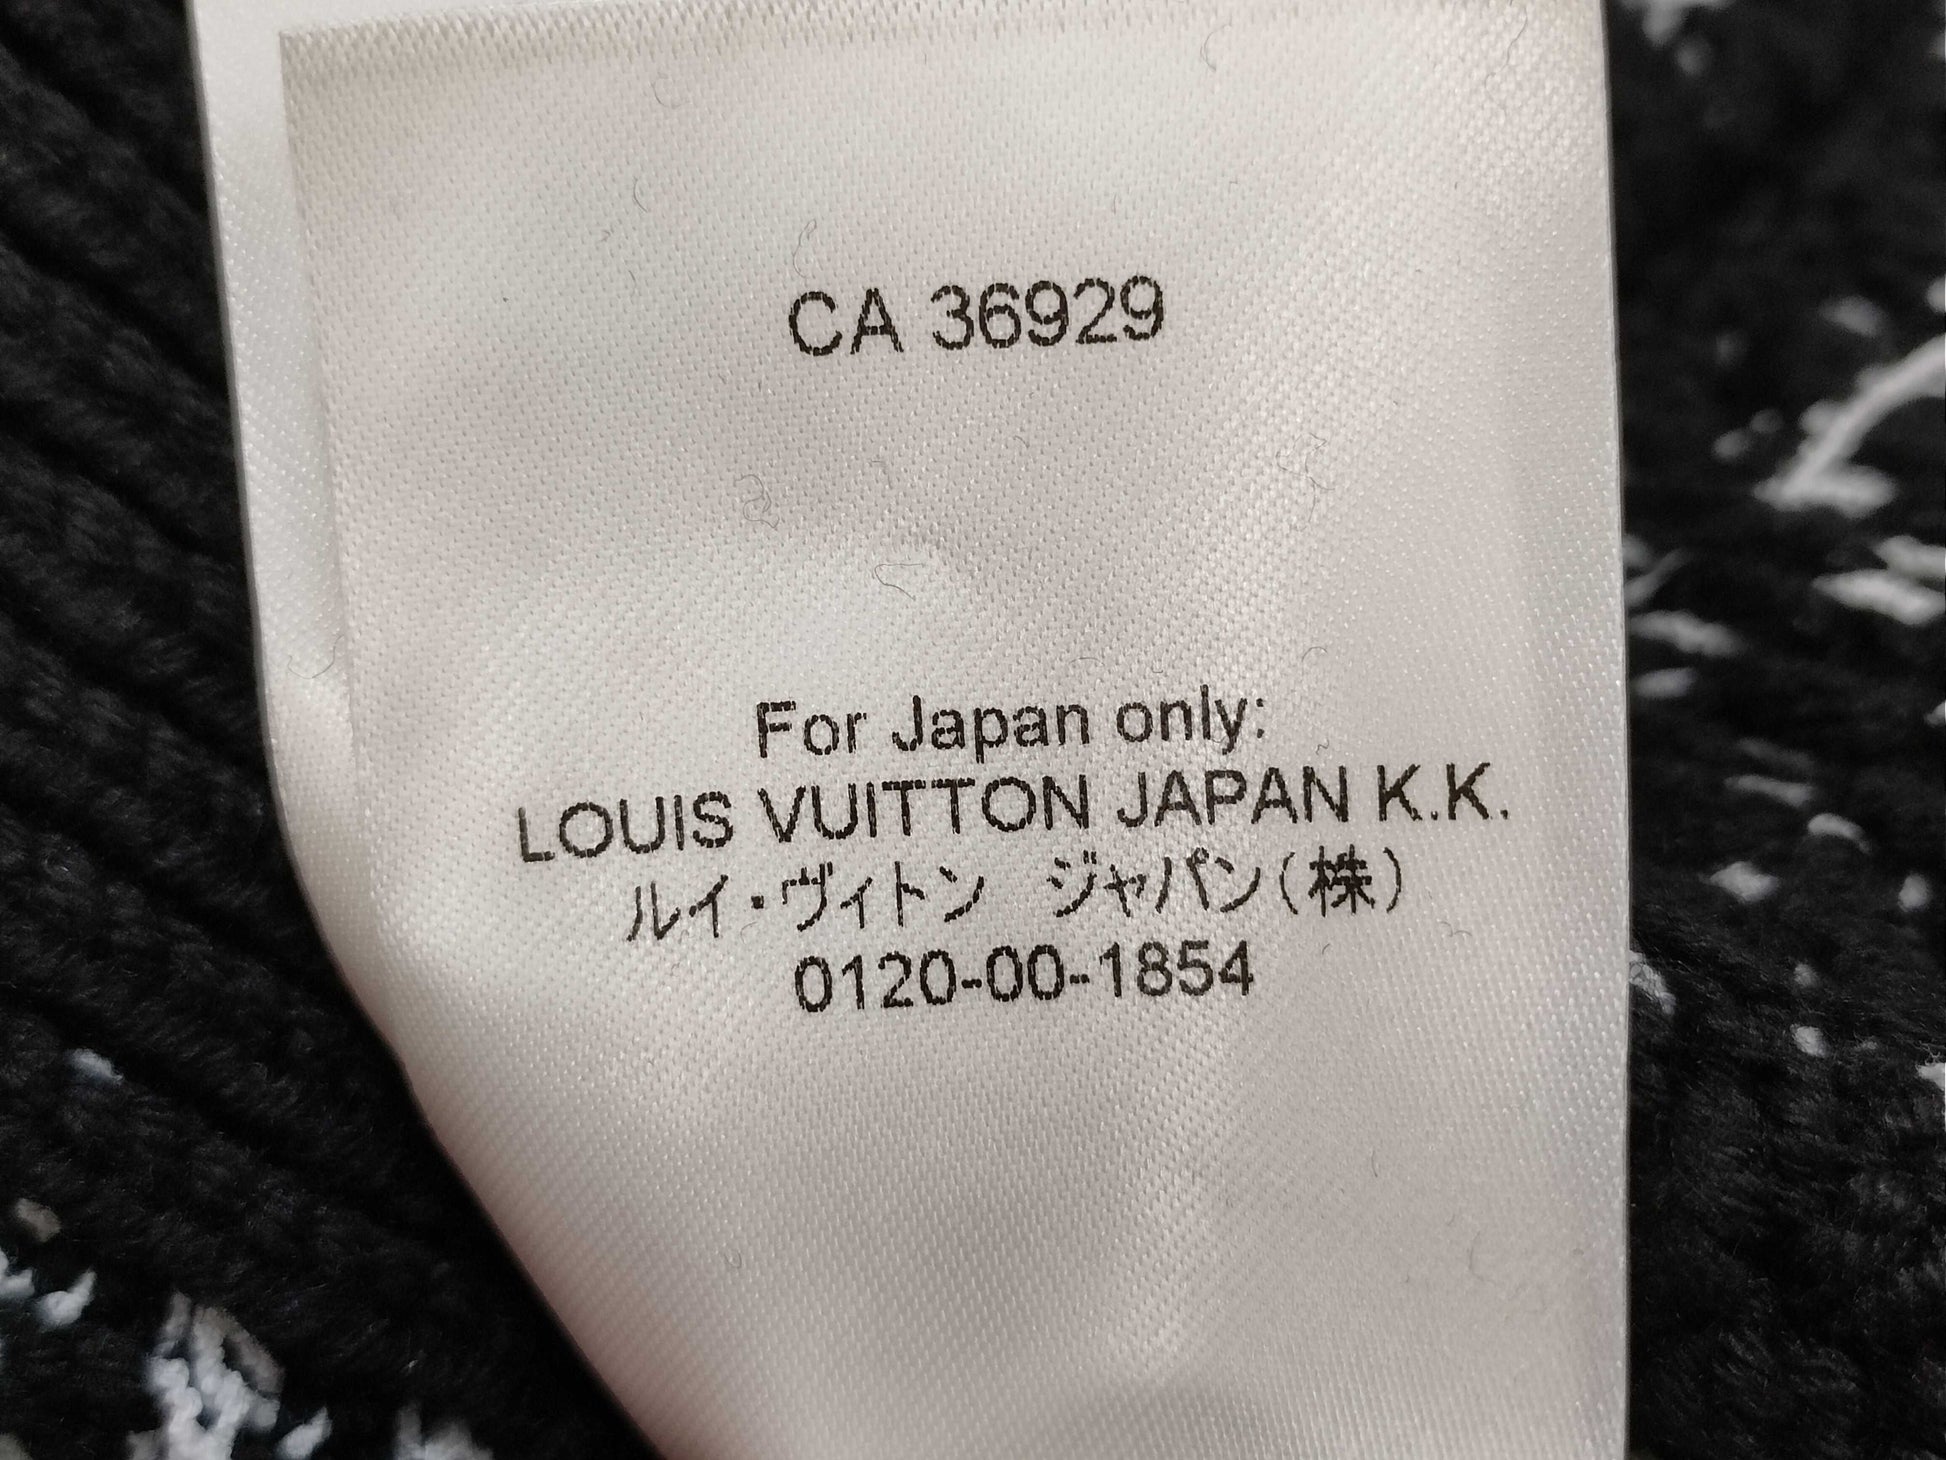 CA 36929
For Japan only:
LOUIS VUITTON JAPAN K.K.
ルイ・ヴィトン　ジャパン(株)
0120-00-1854